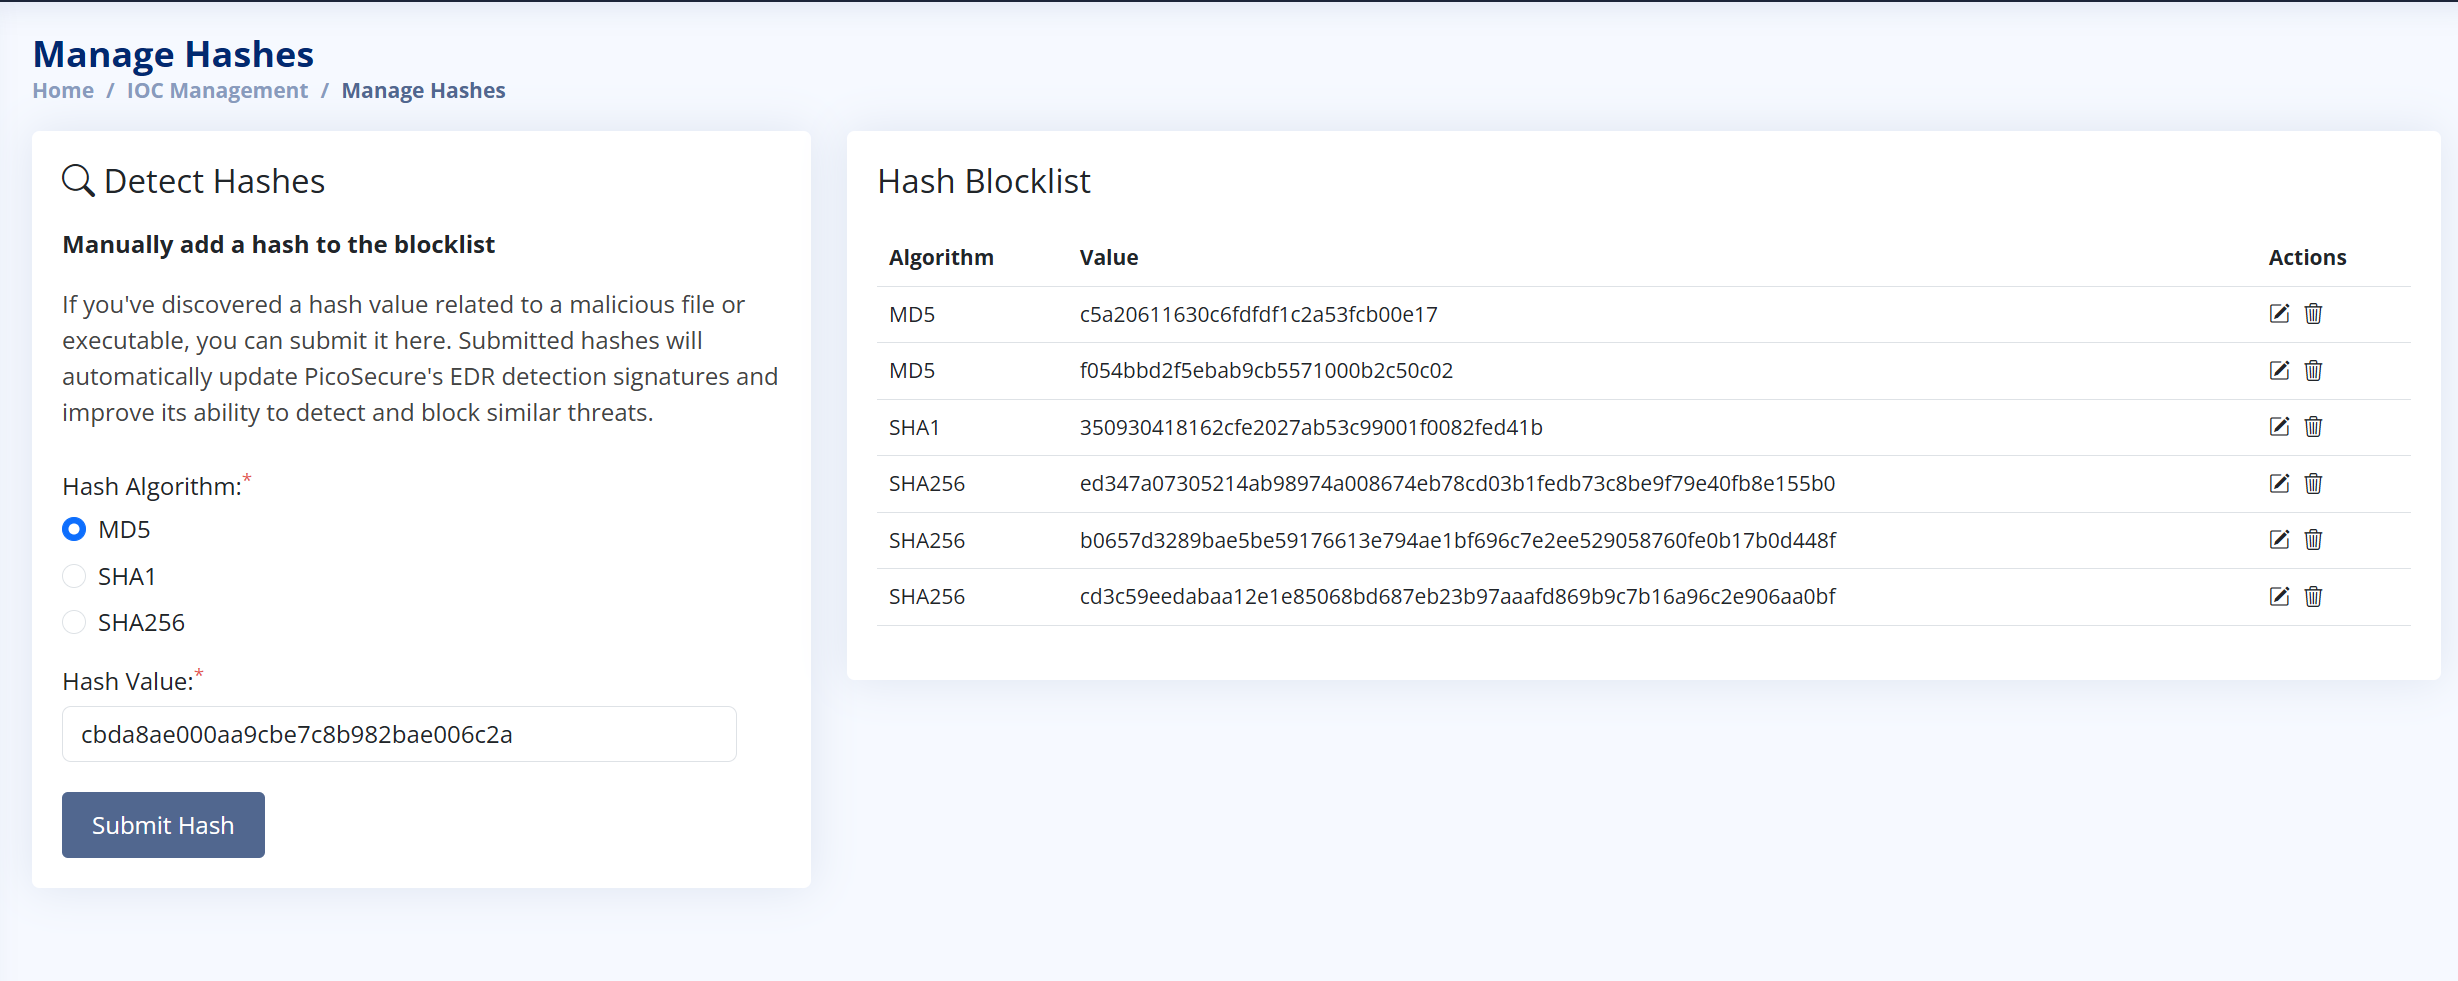 Manage Hashes
Home / IOC Management / Manage Hashes
Detect Hashes
Manually add a hash to the blocklist
If you've discovered a hash value related to a malicious file or
executable, you can submit it here. Submitted hashes will
automatically update PicoSecure's EDR detection signatures and
improve its ability to detect and block similar threats.
Hash Algorithm:*
MD5
SHA1
SHA256
Hash Value:*
cbda8ae000aa9cbe7c8b982bae006c2a
Submit Hash
Hash Blocklist
Algorithm Value Actions
MD5 c5a20611630c6fdfdf1c2a53fcb00e17
MD5 f054bbd2f5ebab9cb5571000b2c50c02
SHA1 350930418162cfe2027ab53c99001f0082fed41b
SHA256 ed347a07305214ab98974a008674eb78cd03b1fedb73c8be9f79e40fb8e155b0
SHA256 b0657d3289bae5be59176613e794ae1bf696c7e2ee529058760fe0b17b0d448f
SHA256 cd3c59eedabaa12e1e85068bd687eb23b97aaafd869b9c7b16a96c2e906aa0bf